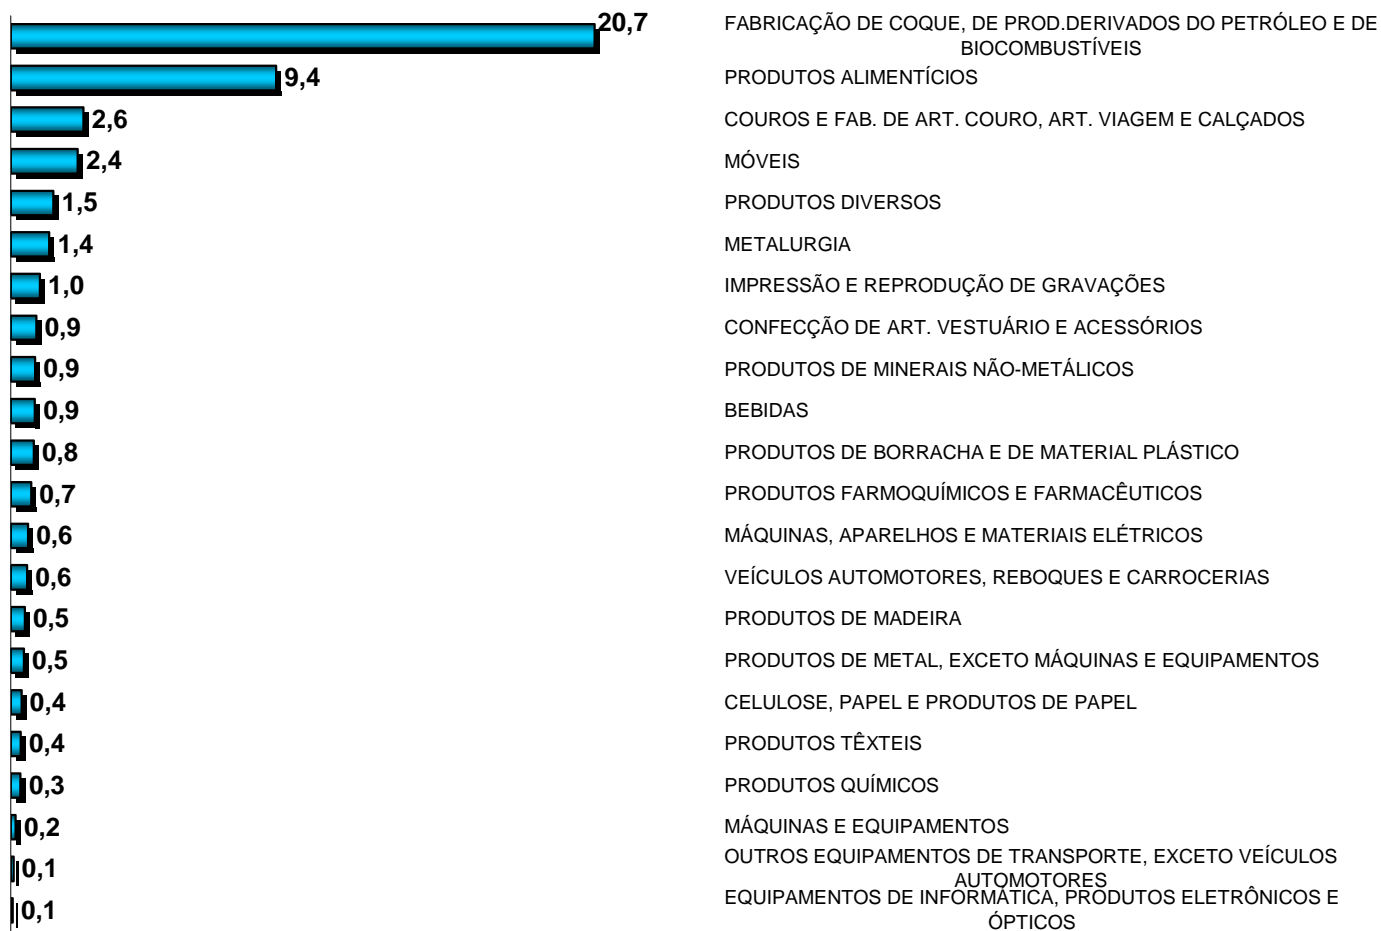 20,7 FABRICAÇÃO DE COQUE, DE PROD.DERIVADOS DO PETRÓLEO E DE
BIOCOMBUSTÍVEIS
9,4 PRODUTOS ALIMENTÍCIOS
2,6 COUROS E FAB. DE ART. COURO, ART. VIAGEM E CALÇADOS
2,4 MÓVEIS
1,5 PRODUTOS DIVERSOS
1,4 METALURGIA
1,0 IMPRESSÃO E REPRODUÇÃO DE GRAVAÇÕES
0,9 CONFECÇÃO DE ART. VESTUÁRIO E ACESSÓRIOS
0,9 PRODUTOS DE MINERAIS NÃO-METÁLICOS
0,9 BEBIDAS
0,8 PRODUTOS DE BORRACHA E DE MATERIAL PLÁSTICO
0,7 PRODUTOS FARMOQUÍMICOS E FARMACÊUTICOS
0,6 MÁQUINAS, APARELHOS E MATERIAIS ELÉTRICOS
0,6 VEÍCULOS AUTOMOTORES, REBOQUES E CARROCERIAS
0,5 PRODUTOS DE MADEIRA
0,5 PRODUTOS DE METAL, EXCETO MÁQUINAS E EQUIPAMENTOS
0,4 CELULOSE, PAPEL E PRODUTOS DE PAPEL
0,4 PRODUTOS TÊXTEIS
0,3 PRODUTOS QUÍMICOS
0,2 MÁQUINAS E EQUIPAMENTOS
0,1 OUTROS EQUIPAMENTOS DE TRANSPORTE, EXCETO VEÍCULOS
AUTOMOTORES
0,1 EQUIPAMENTOS DE INFORMÁTICA, PRODUTOS ELETRÔNICOS E
ÓPTICOS